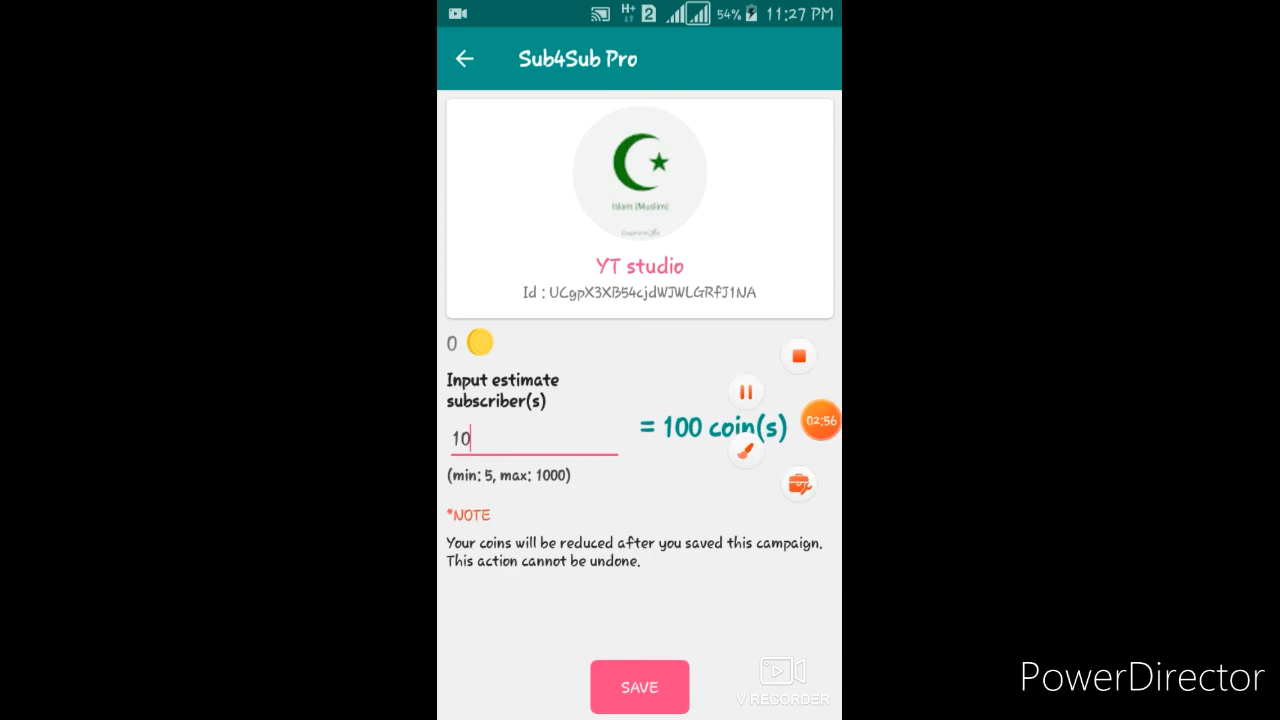 H+ 2 54% 11:27 PM
Sub4Sub Pro
Islam (Muslim)
YT studio
Id : UCgpX3XB54cjdWJWLGRfJ1NA
0
Input estimate
subscriber(s)
= 100 coin(s)
02:56
10
(min: 5, max: 1000)
*NOTE
Your coins will be reduced after you saved this campaign.
This action cannot be undone.
SAVE
V RECORDER
PowerDirector